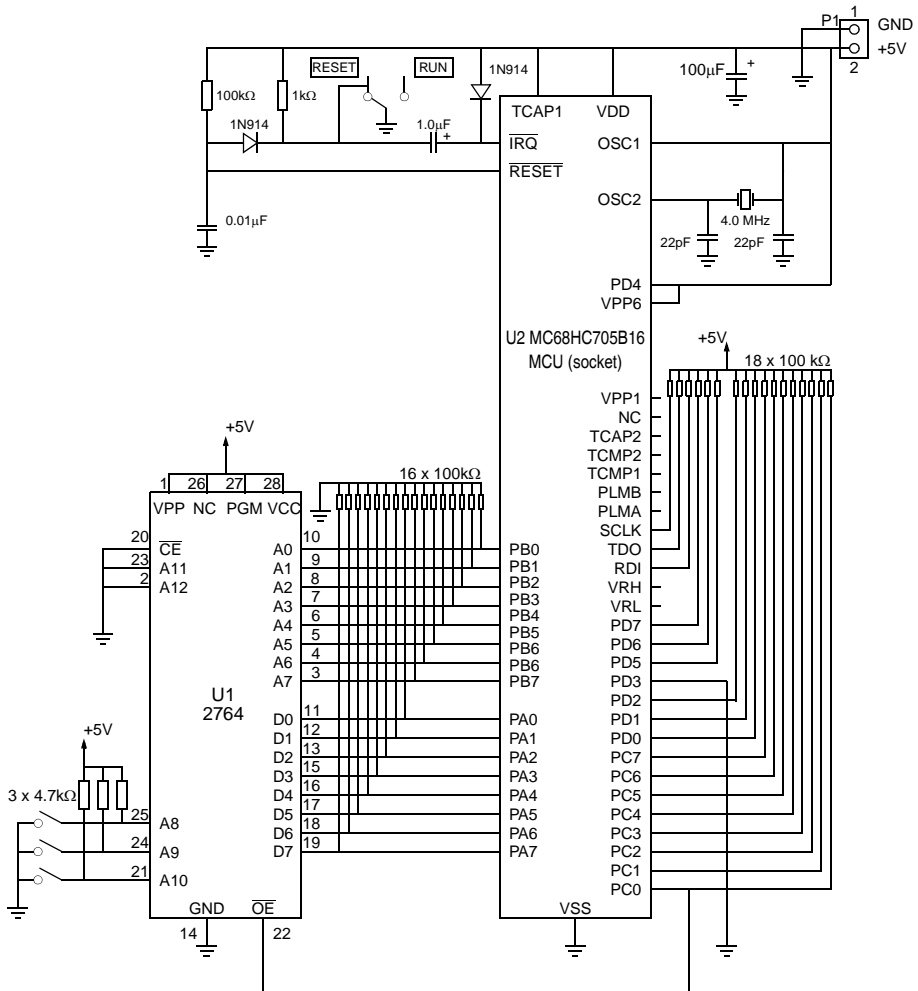 P1
1
GND
+5V
2
RESET
RUN
1N914
100µF
+
100kΩ
1kΩ
1N914
1.0µF
+
0.01µF
TCAP1
VDD
IRQ
OSC1
RESET
OSC2
4.0 MHz
22pF
22pF
PD4
VPP6
U2 MC68HC705B16
MCU (socket)
+5V
18 x 100 kΩ
VPP1
NC
TCAP2
TCMP2
TCMP1
PLMB
PLMA
SCLK
TDO
RDI
VRH
VRL
PD7
PD6
PD5
PD3
PD2
PD1
PD0
PC7
PC6
PC5
PC4
PC3
PC2
PC1
PC0
PB0
PB1
PB2
PB3
PB4
PB5
PB6
PB6
PB7
PA0
PA1
PA2
PA3
PA4
PA5
PA6
PA7
VSS
16 x 100kΩ
+5V
1
26
27
28
VPP
NC
PGM
VCC
20
CE
23
A11
2
A12
U1
2764
10
A0
9
A1
8
A2
7
A3
6
A4
5
A5
4
A6
3
A7
11
D0
12
D1
13
D2
15
D3
16
D4
17
D5
18
D6
19
D7
+5V
3 x 4.7kΩ
25
A8
24
A9
21
A10
GND
OE
14
22